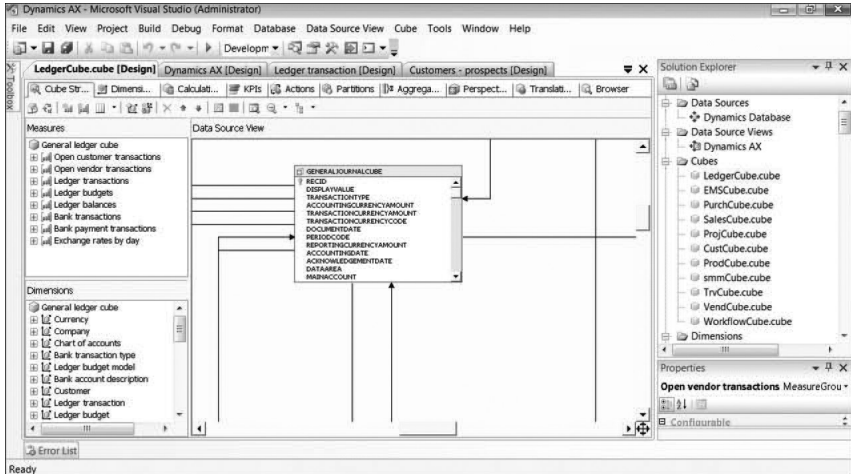 Dynamics AX - Microsoft Visual Studio (Administrator)
File Edit View Project Build Debug Format Database Data Source View Cube Tools Window Help
Developm
LedgerCube.cube [Design] Dynamics AX [Design] Ledger transaction [Design] Customers - prospects [Design]
Toolbox
Cube Str... Dimensi... Calculati... KPIs Actions Partitions Aggrega... Perspect... Translati... Browser
Measures
General ledger cube
Open customer transactions
Open vendor transactions
Ledger transactions
Ledger budgets
Ledger balances
Bank transactions
Bank payment transactions
Exchange rates by day
Dimensions
General ledger cube
Currency
Company
Chart of accounts
Bank transaction type
Ledger budget model
Bank account description
Customer
Ledger transaction
Ledger budget
Data Source View
GENERALJOURNALCUBE
RECID
DISPLAYVALUE
TRANSACTIONTYPE
ACCOUNTINGCURRENCYAMOUNT
TRANSACTIONCURRENCYAMOUNT
TRANSACTIONCURRENCYCODE
DOCUMENTDATE
PERIODCODE
REPORTINGCURRENCYAMOUNT
ACCOUNTINGDATE
ACKNOWLEDGEMENTDATE
DATAAREA
MAINACCOUNT
Solution Explorer
Data Sources
Dynamics Database
Data Source Views
Dynamics AX
Cubes
LedgerCube.cube
EMSCube.cube
PurchCube.cube
SalesCube.cube
ProjCube.cube
CustCube.cube
ProdCube.cube
smmCube.cube
TrvCube.cube
VendCube.cube
WorkflowCube.cube
Dimensions
Properties
Open vendor transactions MeasureGrou
Configurable
Error List
Ready